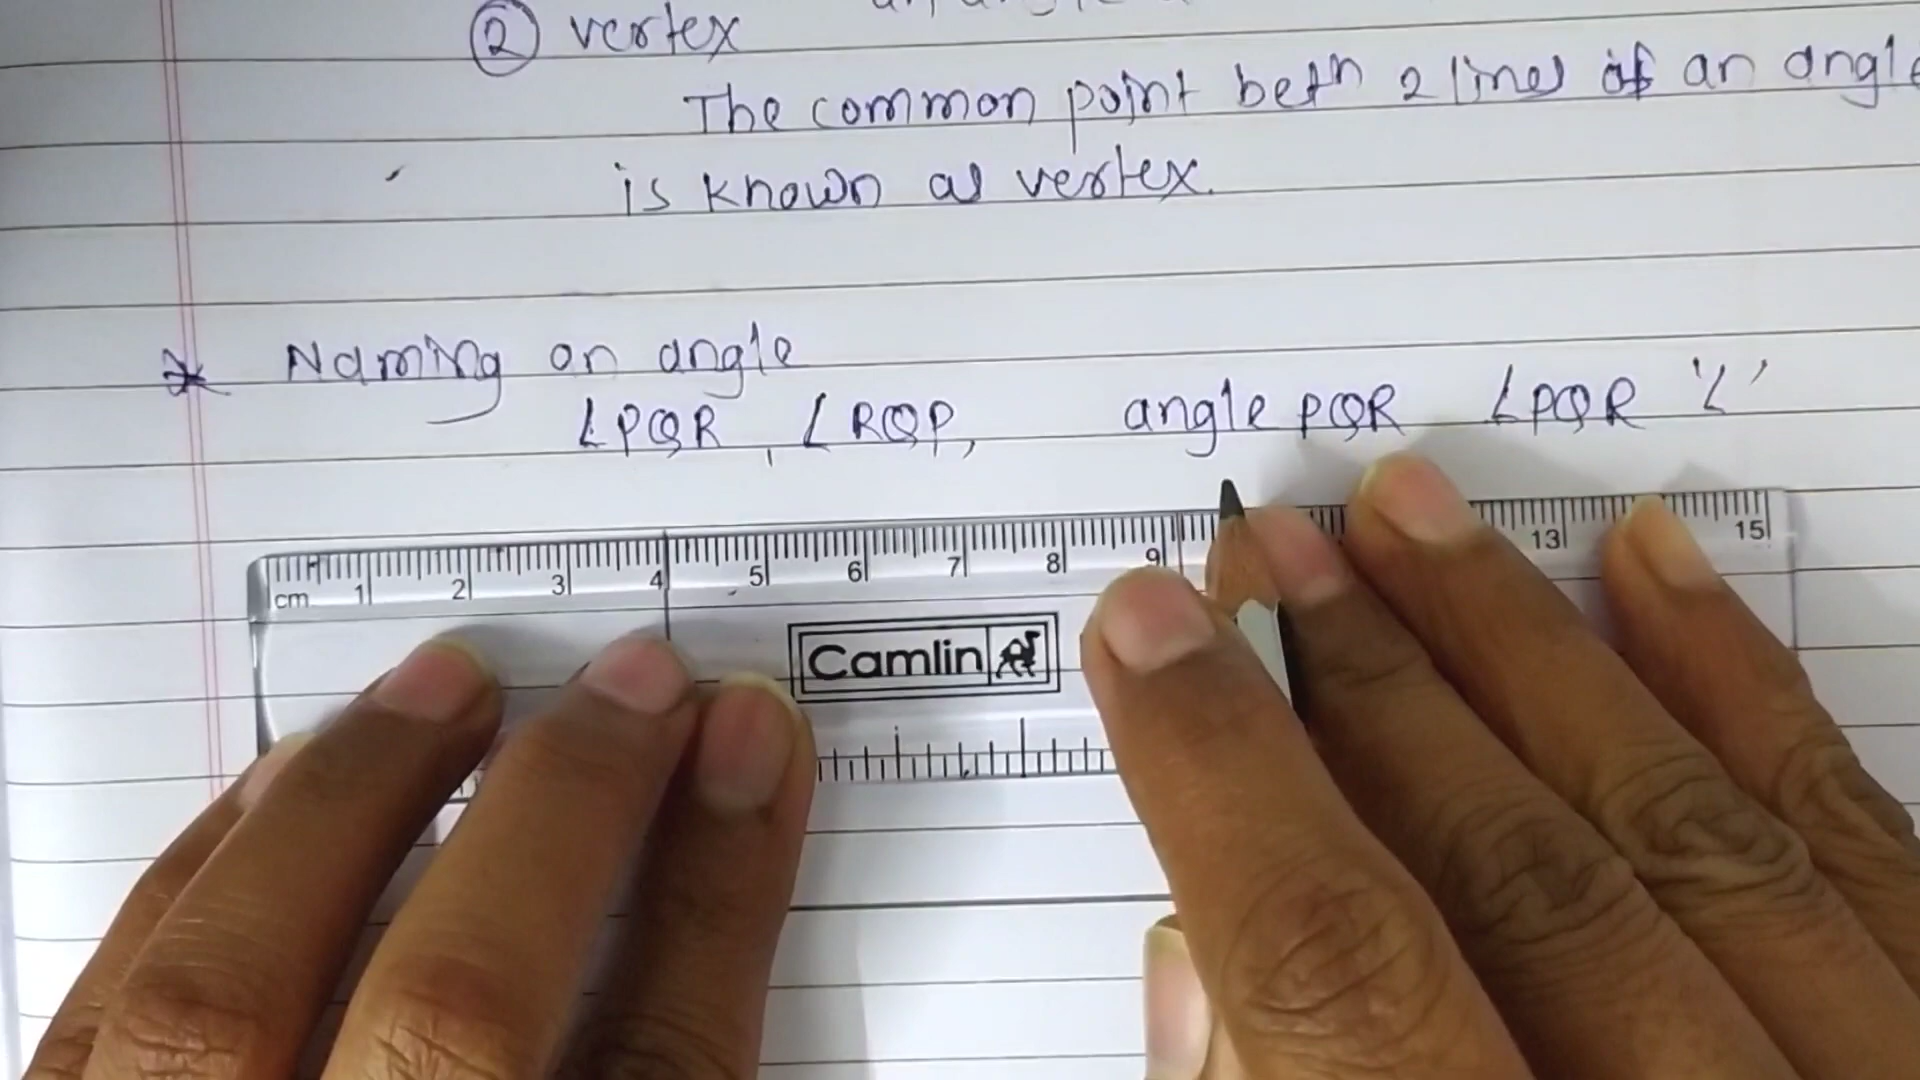 ② vertex
The common point betn 2 lines of an angle
is known as vertex.
* Naming an angle
∠PQR, ∠RQP, angle PQR ∠PQR '∠'
cm 1 2 3 4 5 6 7 8 9 13 15
Camlin